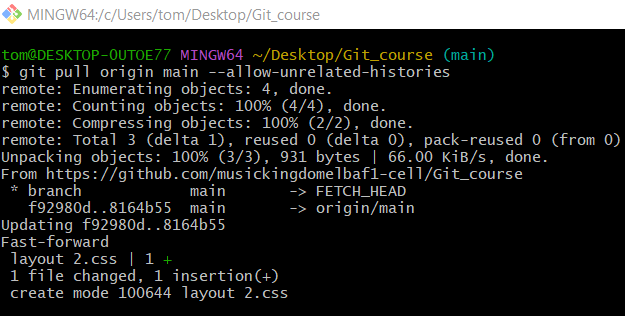 MINGW64:/c/Users/tom/Desktop/Git_course
tom@DESKTOP-OUTOE77 MINGW64 ~/Desktop/Git_course (main)
$ git pull origin main --allow-unrelated-histories
remote: Enumerating objects: 4, done.
remote: Counting objects: 100% (4/4), done.
remote: Compressing objects: 100% (2/2), done.
remote: Total 3 (delta 1), reused 0 (delta 0), pack-reused 0 (from 0)
Unpacking objects: 100% (3/3), 931 bytes | 66.00 KiB/s, done.
From https://github.com/musickingdomelbaf1-cell/Git_course
 * branch            main       -> FETCH_HEAD
   f92980d..8164b55  main       -> origin/main
Updating f92980d..8164b55
Fast-forward
 layout 2.css | 1 +
 1 file changed, 1 insertion(+)
 create mode 100644 layout 2.css